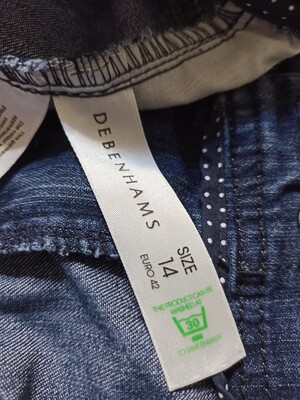 DEBENHAMS
SIZE
14
EURO 42
THIS PRODUCT CAN BE
WASHED AT
30
TO SAVE ENERGY